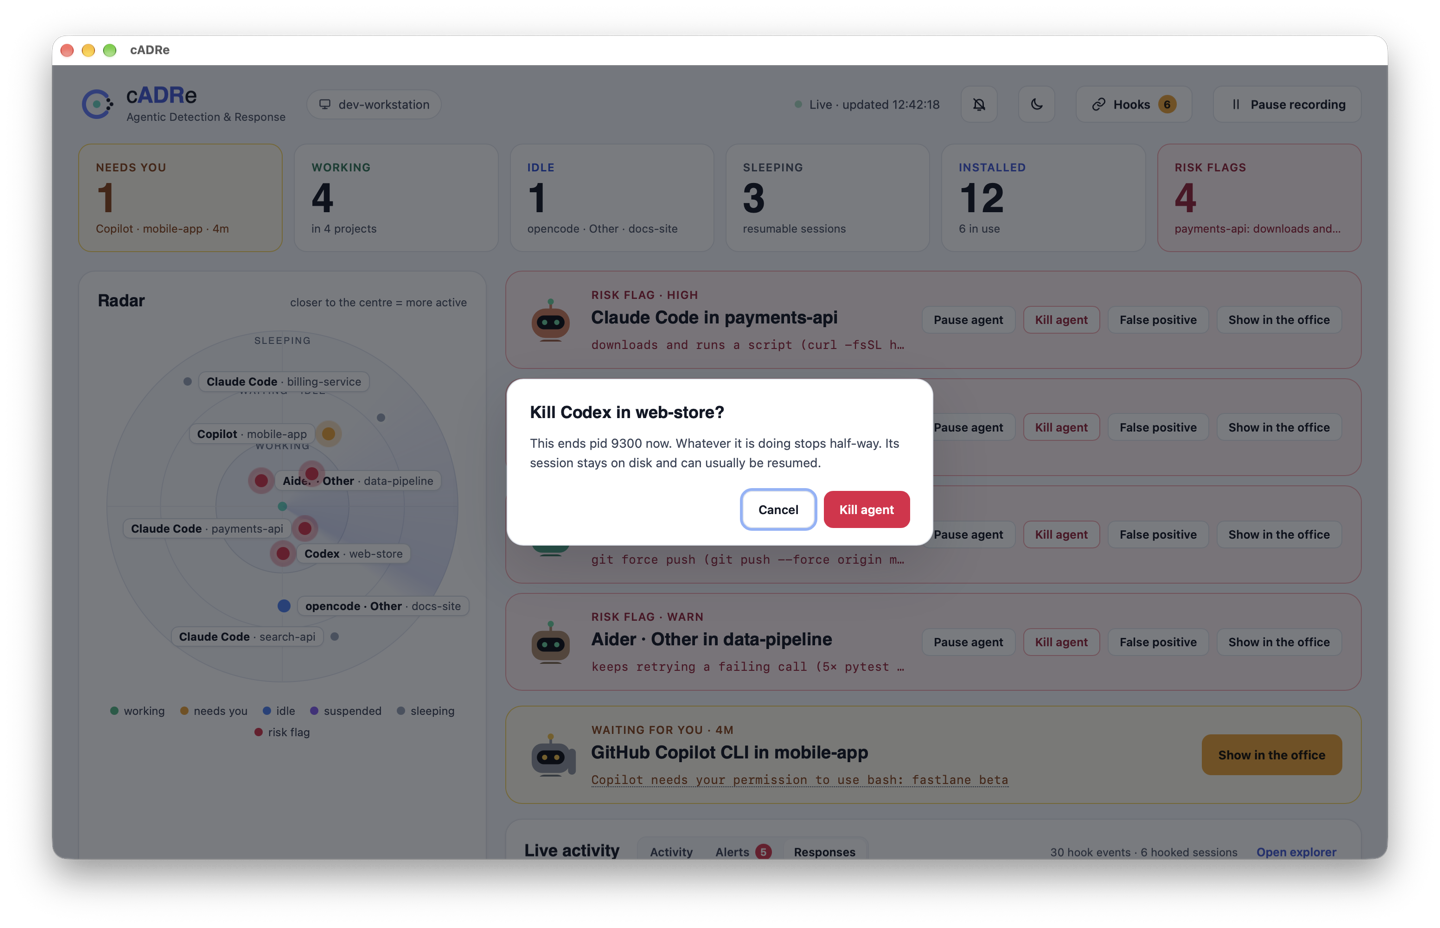 cADRe
cADRe
Agentic Detection & Response
dev-workstation
Live · updated 12:42:18
Hooks 6
Pause recording
NEEDS YOU
1
Copilot · mobile-app · 4m
WORKING
4
in 4 projects
IDLE
1
opencode · Other · docs-site
SLEEPING
3
resumable sessions
INSTALLED
12
6 in use
RISK FLAGS
4
payments-api: downloads and…
Radar
closer to the centre = more active
SLEEPING
Claude Code · billing-service
Copilot · mobile-app
WORKING
Aider · Other · data-pipeline
Claude Code · payments-api
Codex · web-store
opencode · Other · docs-site
Claude Code · search-api
working
needs you
idle
suspended
sleeping
risk flag
RISK FLAG · HIGH
Claude Code in payments-api
downloads and runs a script (curl -fsSL h…
Pause agent
Kill agent
False positive
Show in the office
Pause agent
Kill agent
False positive
Show in the office
Kill Codex in web-store?
This ends pid 9300 now. Whatever it is doing stops half-way. Its
session stays on disk and can usually be resumed.
Cancel
Kill agent
Pause agent
Kill agent
False positive
Show in the office
git force push (git push --force origin m…
RISK FLAG · WARN
Aider · Other in data-pipeline
keeps retrying a failing call (5× pytest …
Pause agent
Kill agent
False positive
Show in the office
WAITING FOR YOU · 4M
GitHub Copilot CLI in mobile-app
Copilot needs your permission to use bash: fastlane beta
Show in the office
Live activity
Activity
Alerts 5
Responses
30 hook events · 6 hooked sessions
Open explorer